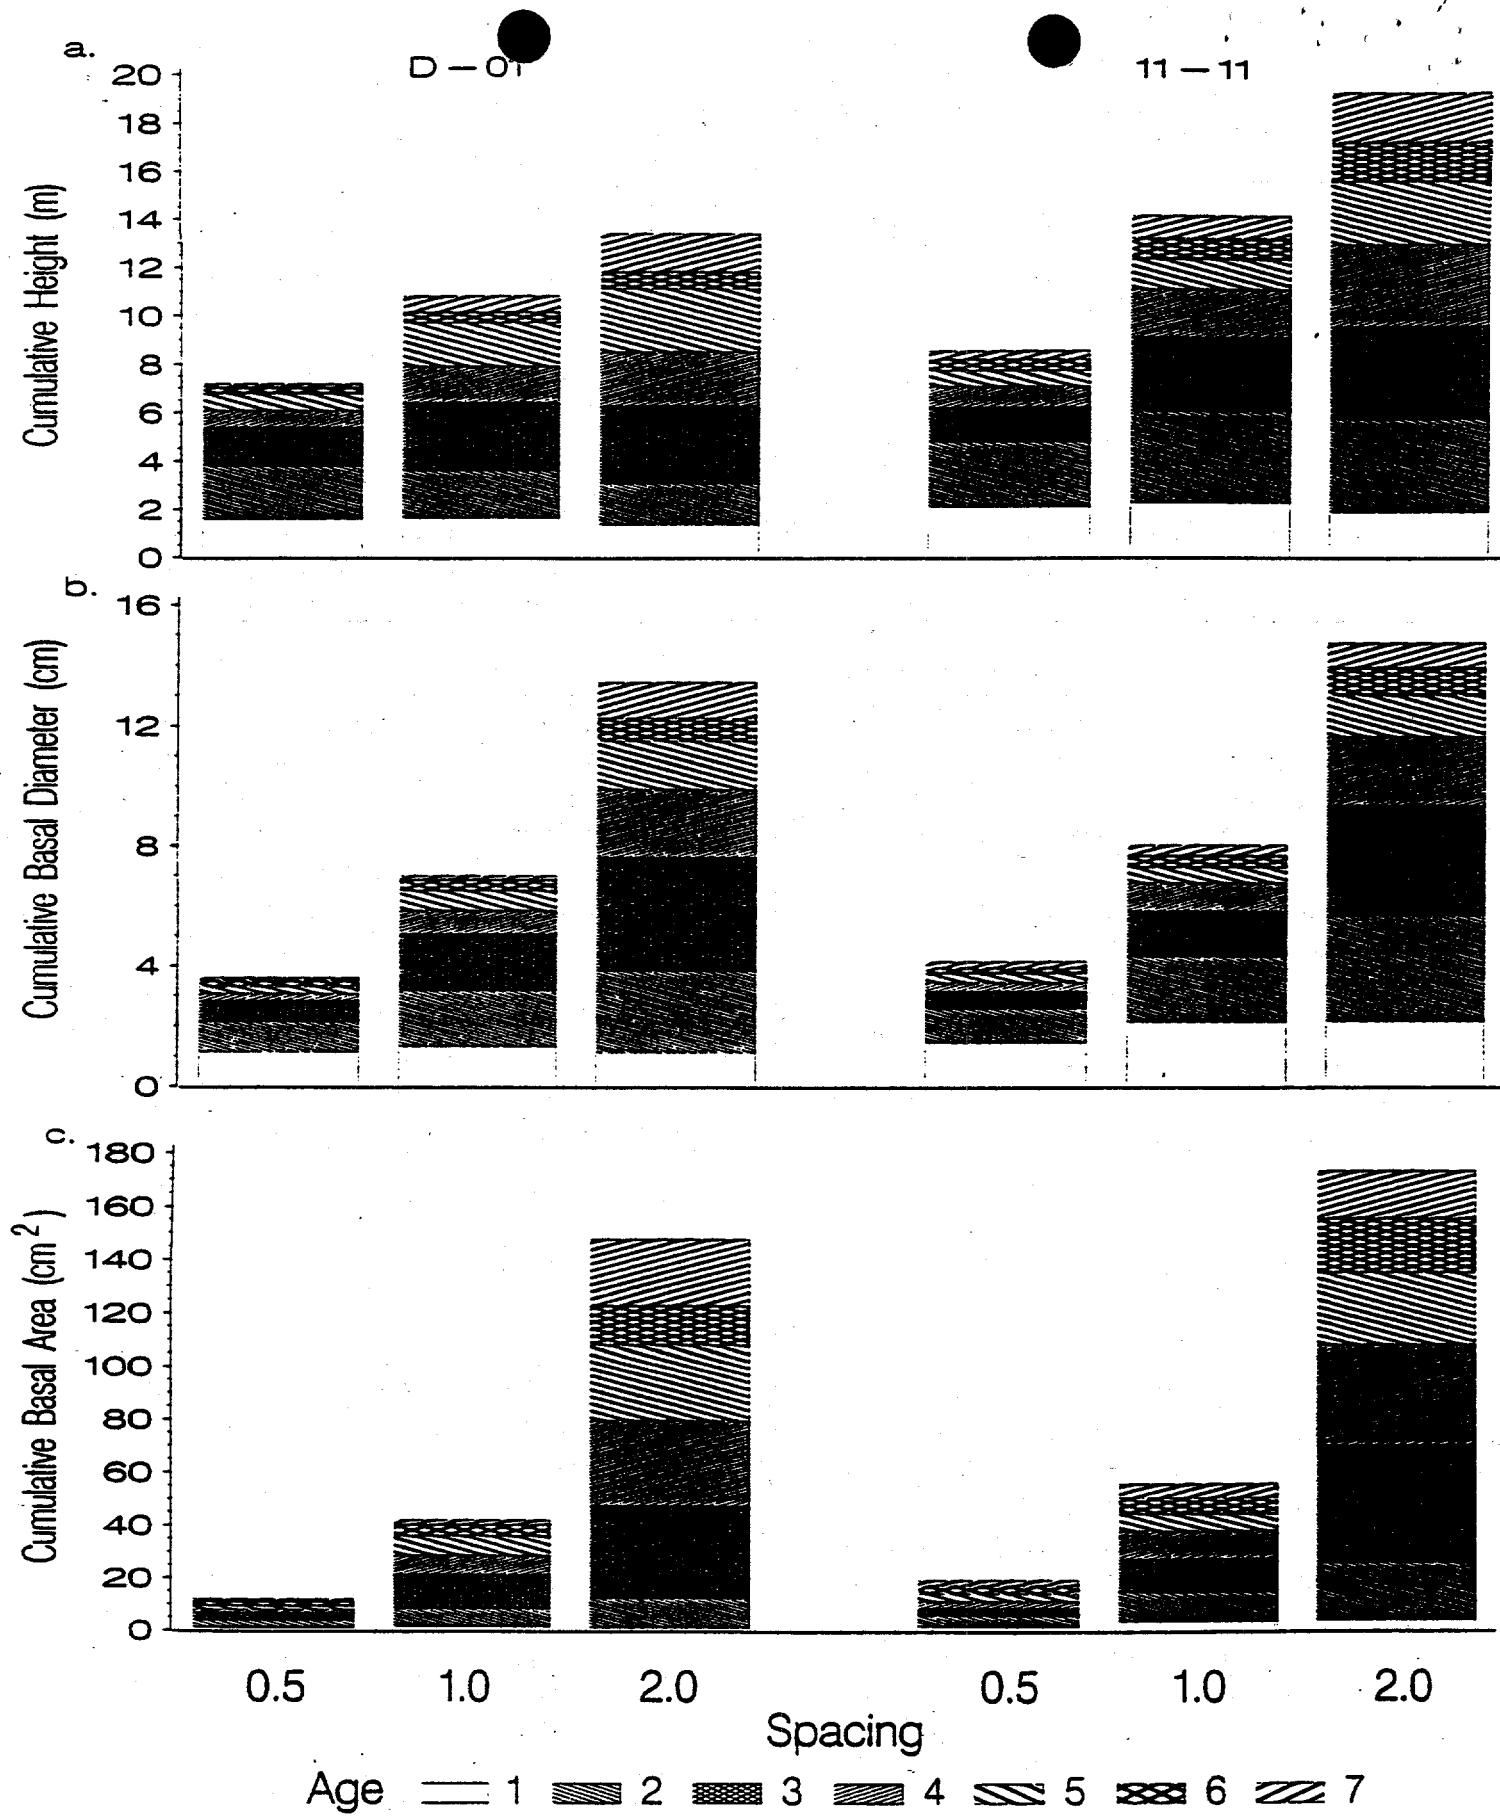 a.
D-01
11-11
20
18
16
14
12
10
8
6
4
2
0
Cumulative Height (m)
b.
16
12
8
4
0
Cumulative Basal Diameter (cm)
c.
180
160
140
120
100
80
60
40
20
0
Cumulative Basal Area (cm²)
0.5 1.0 2.0 0.5 1.0 2.0
Spacing
Age 1 2 3 4 5 6 7